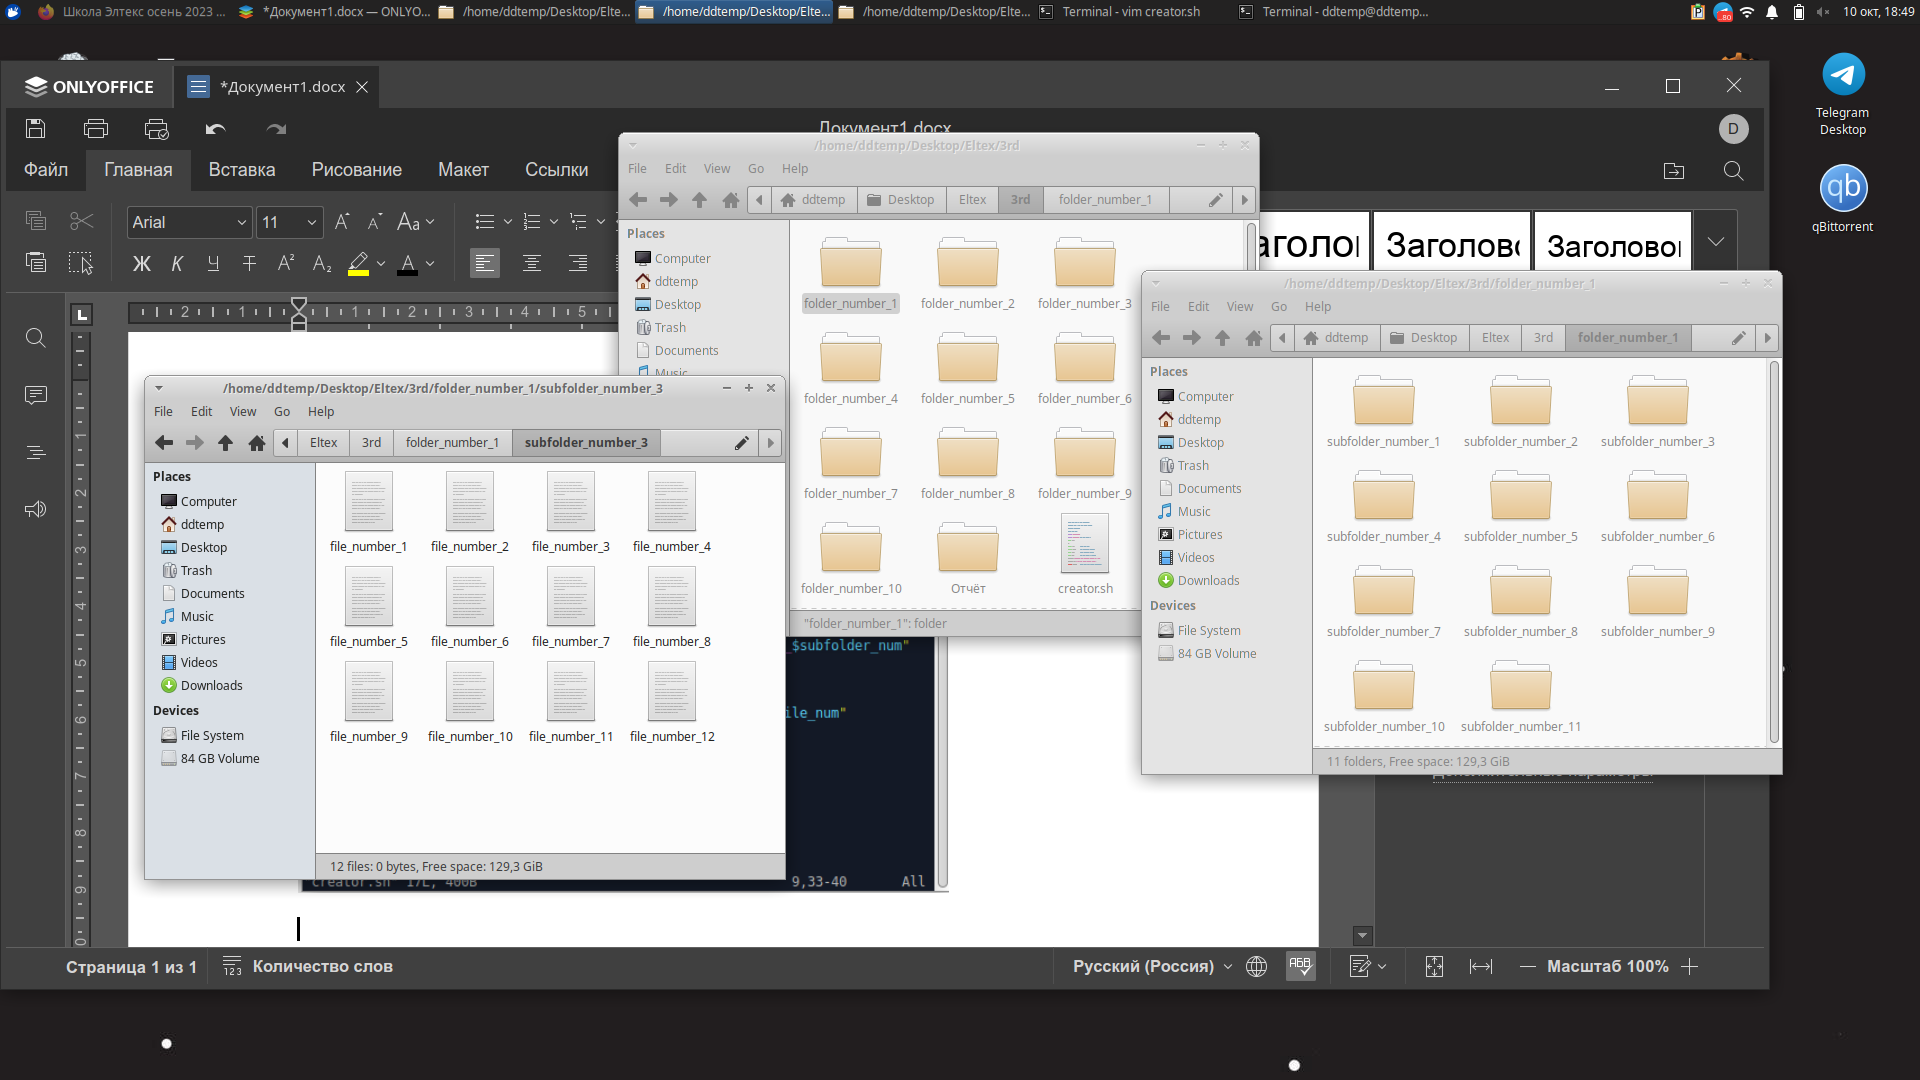 Школа Элтекс осень 2023 ...
*Документ1.docx — ONLYO...
/home/ddtemp/Desktop/Elte...
/home/ddtemp/Desktop/Elte...
/home/ddtemp/Desktop/Elte...
Terminal - vim creator.sh
Terminal - ddtemp@ddtemp...
80
10 окт, 18:49
ONLYOFFICE
*Документ1.docx
Документ1.docx
D
Файл
Главная
Вставка
Рисование
Макет
Ссылки
Arial
11
Aa
Ж
К
Ч
Т
Заголово
Заголовок
Telegram
Desktop
qb
qBittorrent
/home/ddtemp/Desktop/Eltex/3rd
File Edit View Go Help
ddtemp Desktop Eltex 3rd folder_number_1
Places
Computer
ddtemp
Desktop
Trash
Documents
Music
folder_number_1 folder_number_2 folder_number_3
folder_number_4 folder_number_5 folder_number_6
folder_number_7 folder_number_8 folder_number_9
folder_number_10 Отчёт creator.sh
"folder_number_1": folder
/home/ddtemp/Desktop/Eltex/3rd/folder_number_1
File Edit View Go Help
ddtemp Desktop Eltex 3rd folder_number_1
Places
Computer
ddtemp
Desktop
Trash
Documents
Music
Pictures
Videos
Downloads
Devices
File System
84 GB Volume
subfolder_number_1 subfolder_number_2 subfolder_number_3
subfolder_number_4 subfolder_number_5 subfolder_number_6
subfolder_number_7 subfolder_number_8 subfolder_number_9
subfolder_number_10 subfolder_number_11
11 folders, Free space: 129,3 GiB
/home/ddtemp/Desktop/Eltex/3rd/folder_number_1/subfolder_number_3
File Edit View Go Help
Eltex 3rd folder_number_1 subfolder_number_3
Places
Computer
ddtemp
Desktop
Trash
Documents
Music
Pictures
Videos
Downloads
Devices
File System
84 GB Volume
file_number_1 file_number_2 file_number_3 file_number_4
file_number_5 file_number_6 file_number_7 file_number_8
file_number_9 file_number_10 file_number_11 file_number_12
12 files: 0 bytes, Free space: 129,3 GiB
_$subfolder_num"
ile_num"
creator.sh 17L, 400B 9,33-40 All
Страница 1 из 1
Количество слов
Русский (Россия)
Масштаб 100%